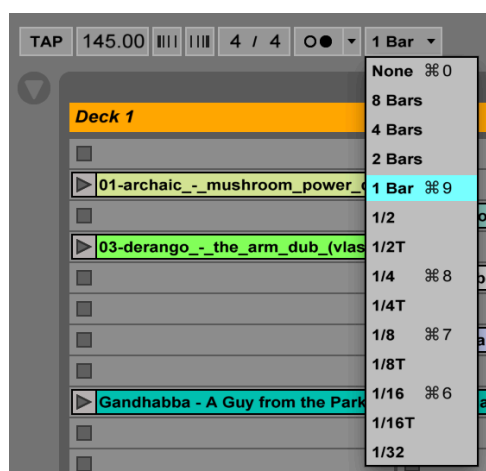 TAP 145.00 4 / 4 1 Bar
None ⌘0
8 Bars
Deck 1
4 Bars
2 Bars
01-archaic_-_mushroom_power_
1 Bar ⌘9
1/2
03-derango_-_the_arm_dub_(vlas
1/2T
1/4 ⌘8
1/4T
1/8 ⌘7
1/8T
Gandhabba - A Guy from the Park
1/16 ⌘6
1/16T
1/32